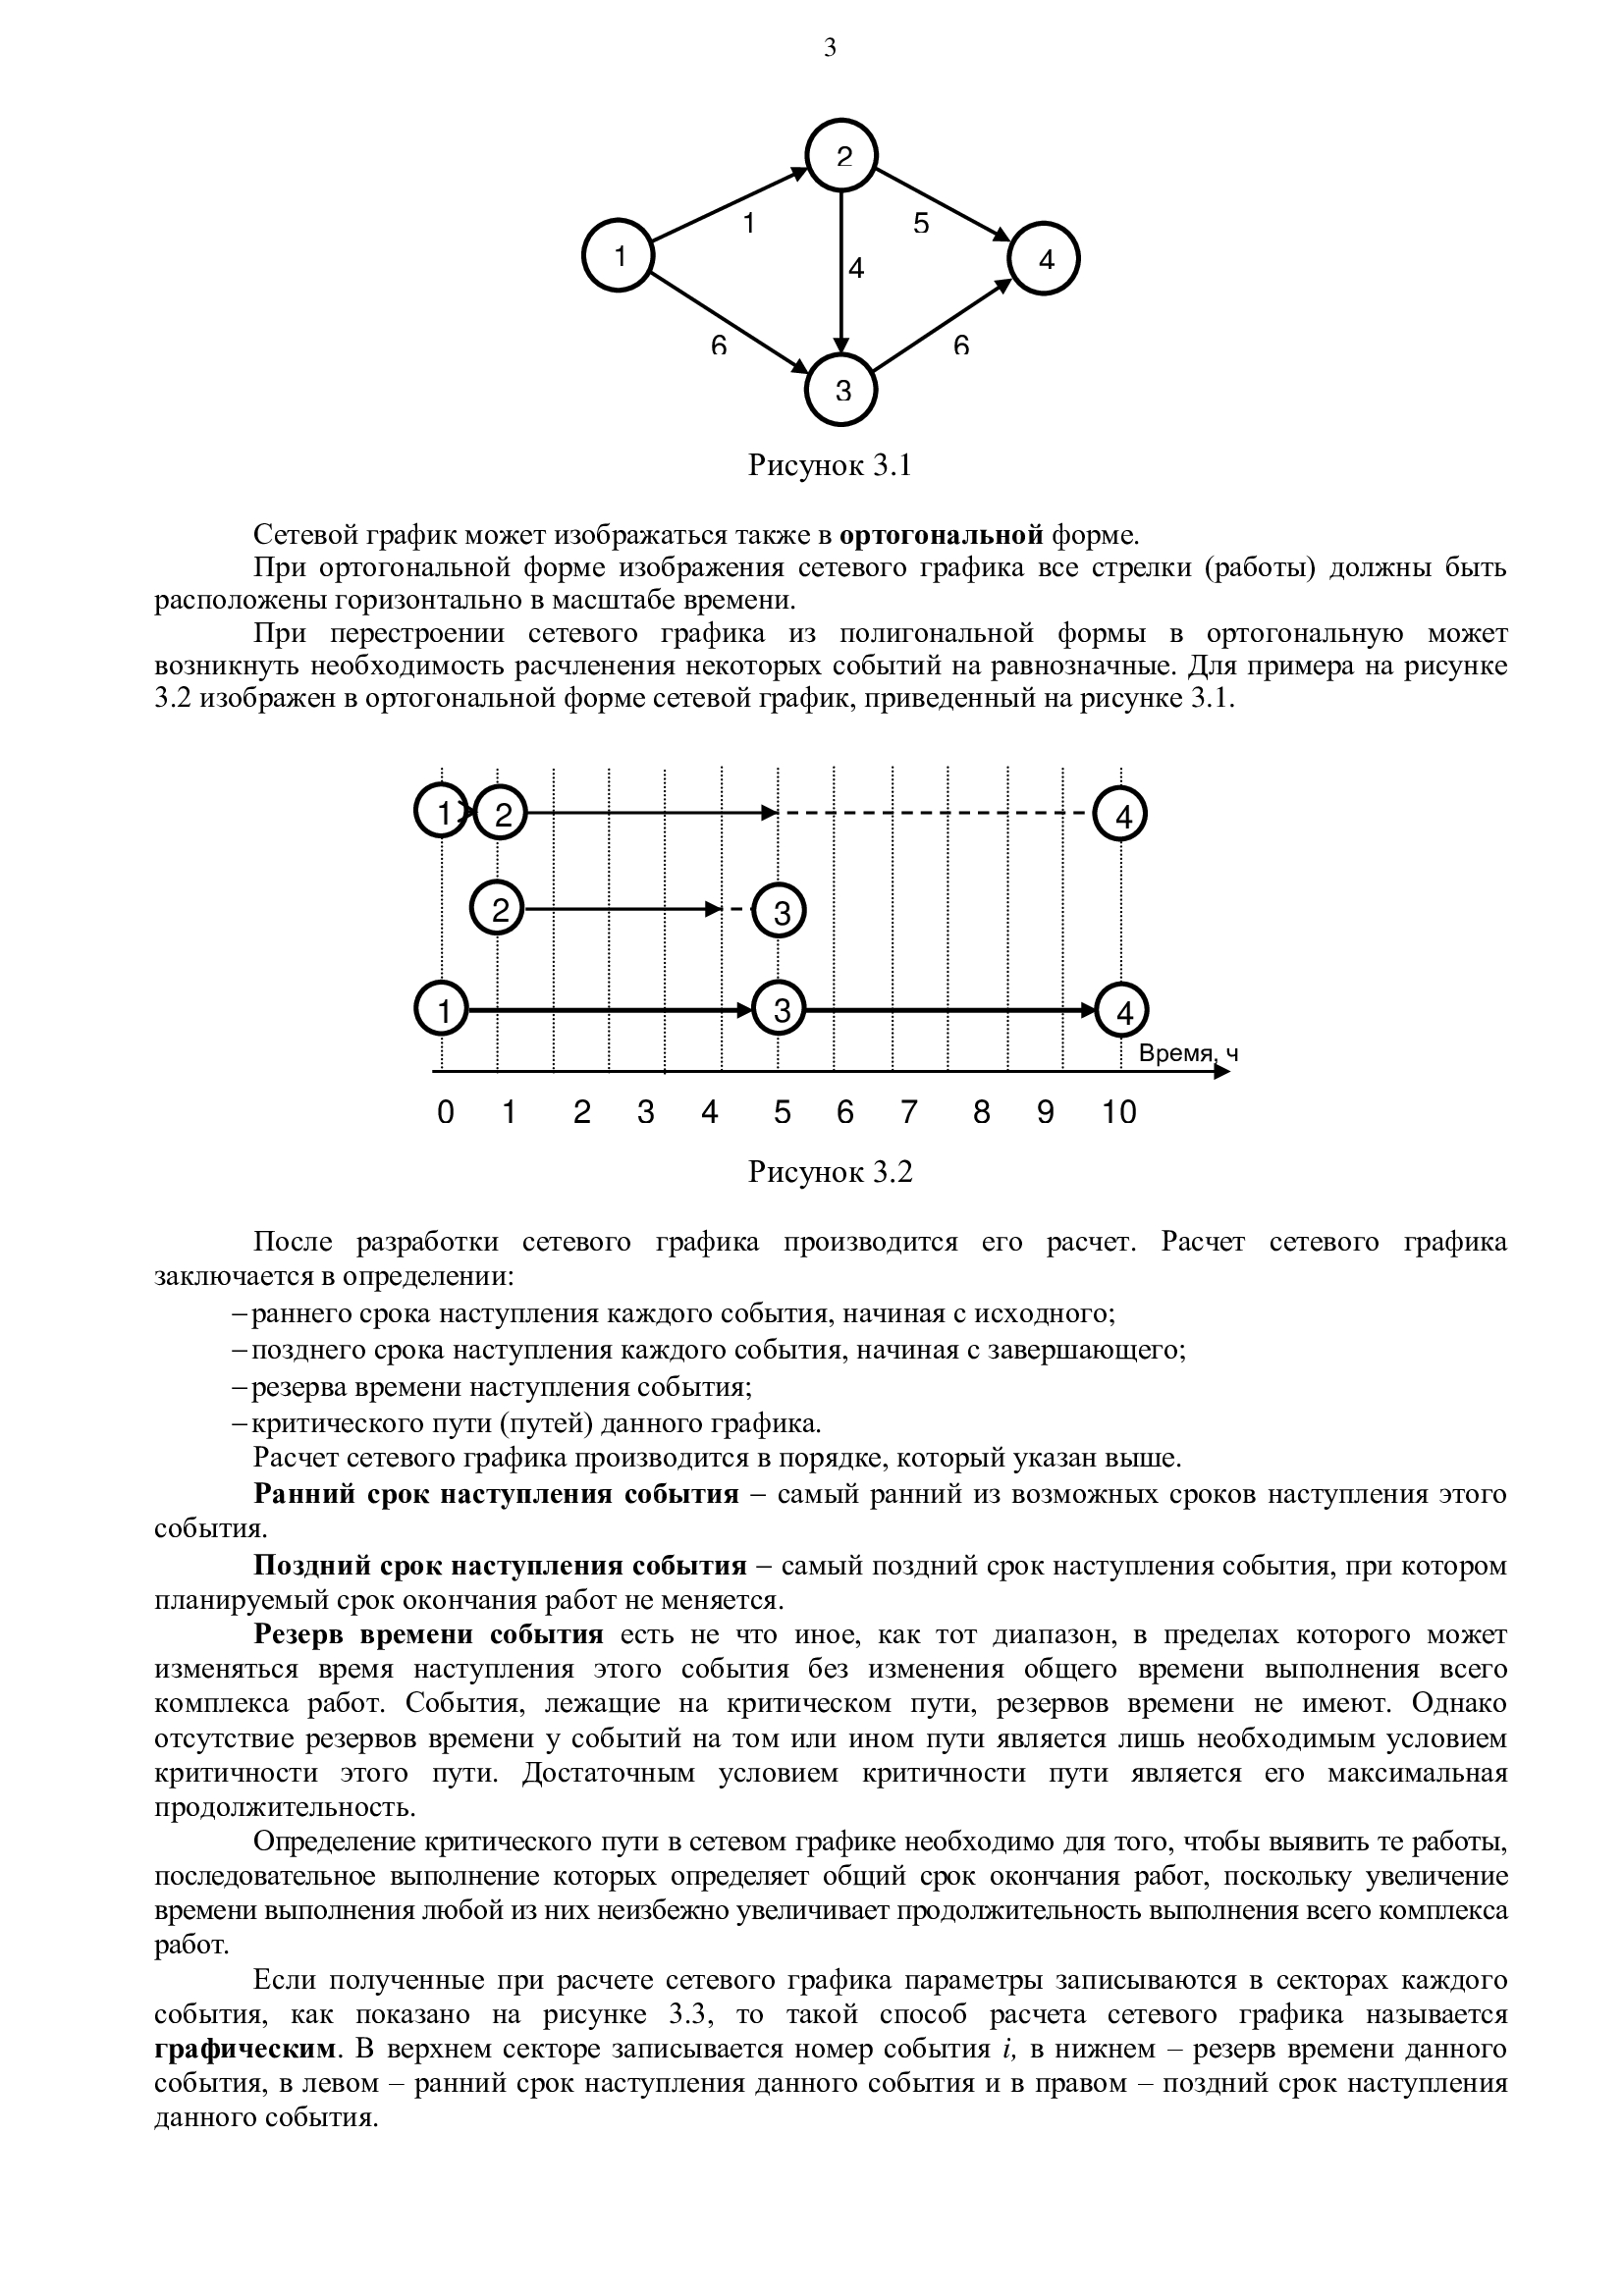 3
2
1
5
1
4
4
6
6
3
Рисунок 3.1
Сетевой график может изображаться также в ортогональной форме.
При ортогональной форме изображения сетевого графика все стрелки (работы) должны быть
расположены горизонтально в масштабе времени.
При перестроении сетевого графика из полигональной формы в ортогональную может
возникнуть необходимость расчленения некоторых событий на равнозначные. Для примера на рисунке
3.2 изображен в ортогональной форме сетевой график, приведенный на рисунке 3.1.
1 2 4
2 3
1 3 4
Время, ч
0 1 2 3 4 5 6 7 8 9 10
Рисунок 3.2
После разработки сетевого графика производится его расчет. Расчет сетевого графика
заключается в определении:
– раннего срока наступления каждого события, начиная с исходного;
– позднего срока наступления каждого события, начиная с завершающего;
– резерва времени наступления события;
– критического пути (путей) данного графика.
Расчет сетевого графика производится в порядке, который указан выше.
Ранний срок наступления события – самый ранний из возможных сроков наступления этого
события.
Поздний срок наступления события – самый поздний срок наступления события, при котором
планируемый срок окончания работ не меняется.
Резерв времени события есть не что иное, как тот диапазон, в пределах которого может
изменяться время наступления этого события без изменения общего времени выполнения всего
комплекса работ. События, лежащие на критическом пути, резервов времени не имеют. Однако
отсутствие резервов времени у событий на том или ином пути является лишь необходимым условием
критичности этого пути. Достаточным условием критичности пути является его максимальная
продолжительность.
Определение критического пути в сетевом графике необходимо для того, чтобы выявить те работы,
последовательное выполнение которых определяет общий срок окончания работ, поскольку увеличение
времени выполнения любой из них неизбежно увеличивает продолжительность выполнения всего комплекса
работ.
Если полученные при расчете сетевого графика параметры записываются в секторах каждого
события, как показано на рисунке 3.3, то такой способ расчета сетевого графика называется
графическим. В верхнем секторе записывается номер события i, в нижнем – резерв времени данного
события, в левом – ранний срок наступления данного события и в правом – поздний срок наступления
данного события.